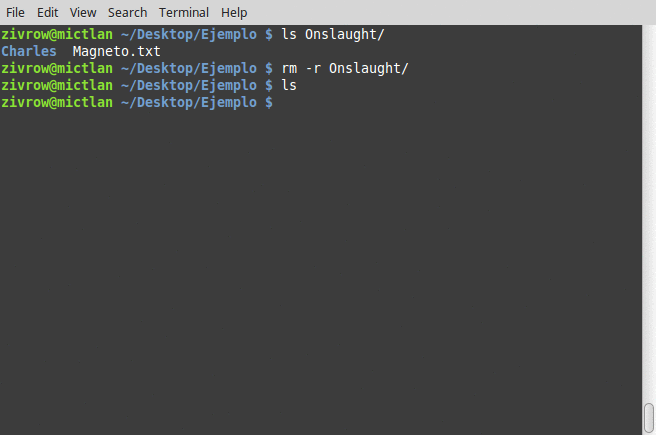 File Edit View Search Terminal Help
zivrow@mictlan ~/Desktop/Ejemplo $ ls Onslaught/
Charles  Magneto.txt
zivrow@mictlan ~/Desktop/Ejemplo $ rm -r Onslaught/
zivrow@mictlan ~/Desktop/Ejemplo $ ls
zivrow@mictlan ~/Desktop/Ejemplo $